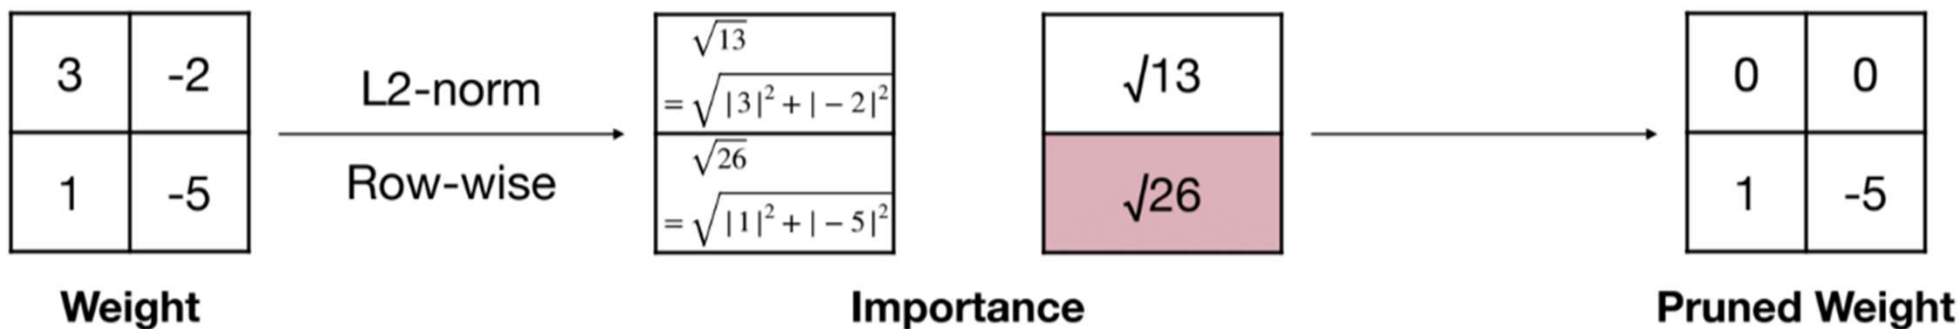 3 -2
1 -5
Weight
L2-norm
Row-wise
√13
= √|3|² + |− 2|²
√26
= √|1|² + |− 5|²
√13
√26
Importance
0 0
1 -5
Pruned Weight